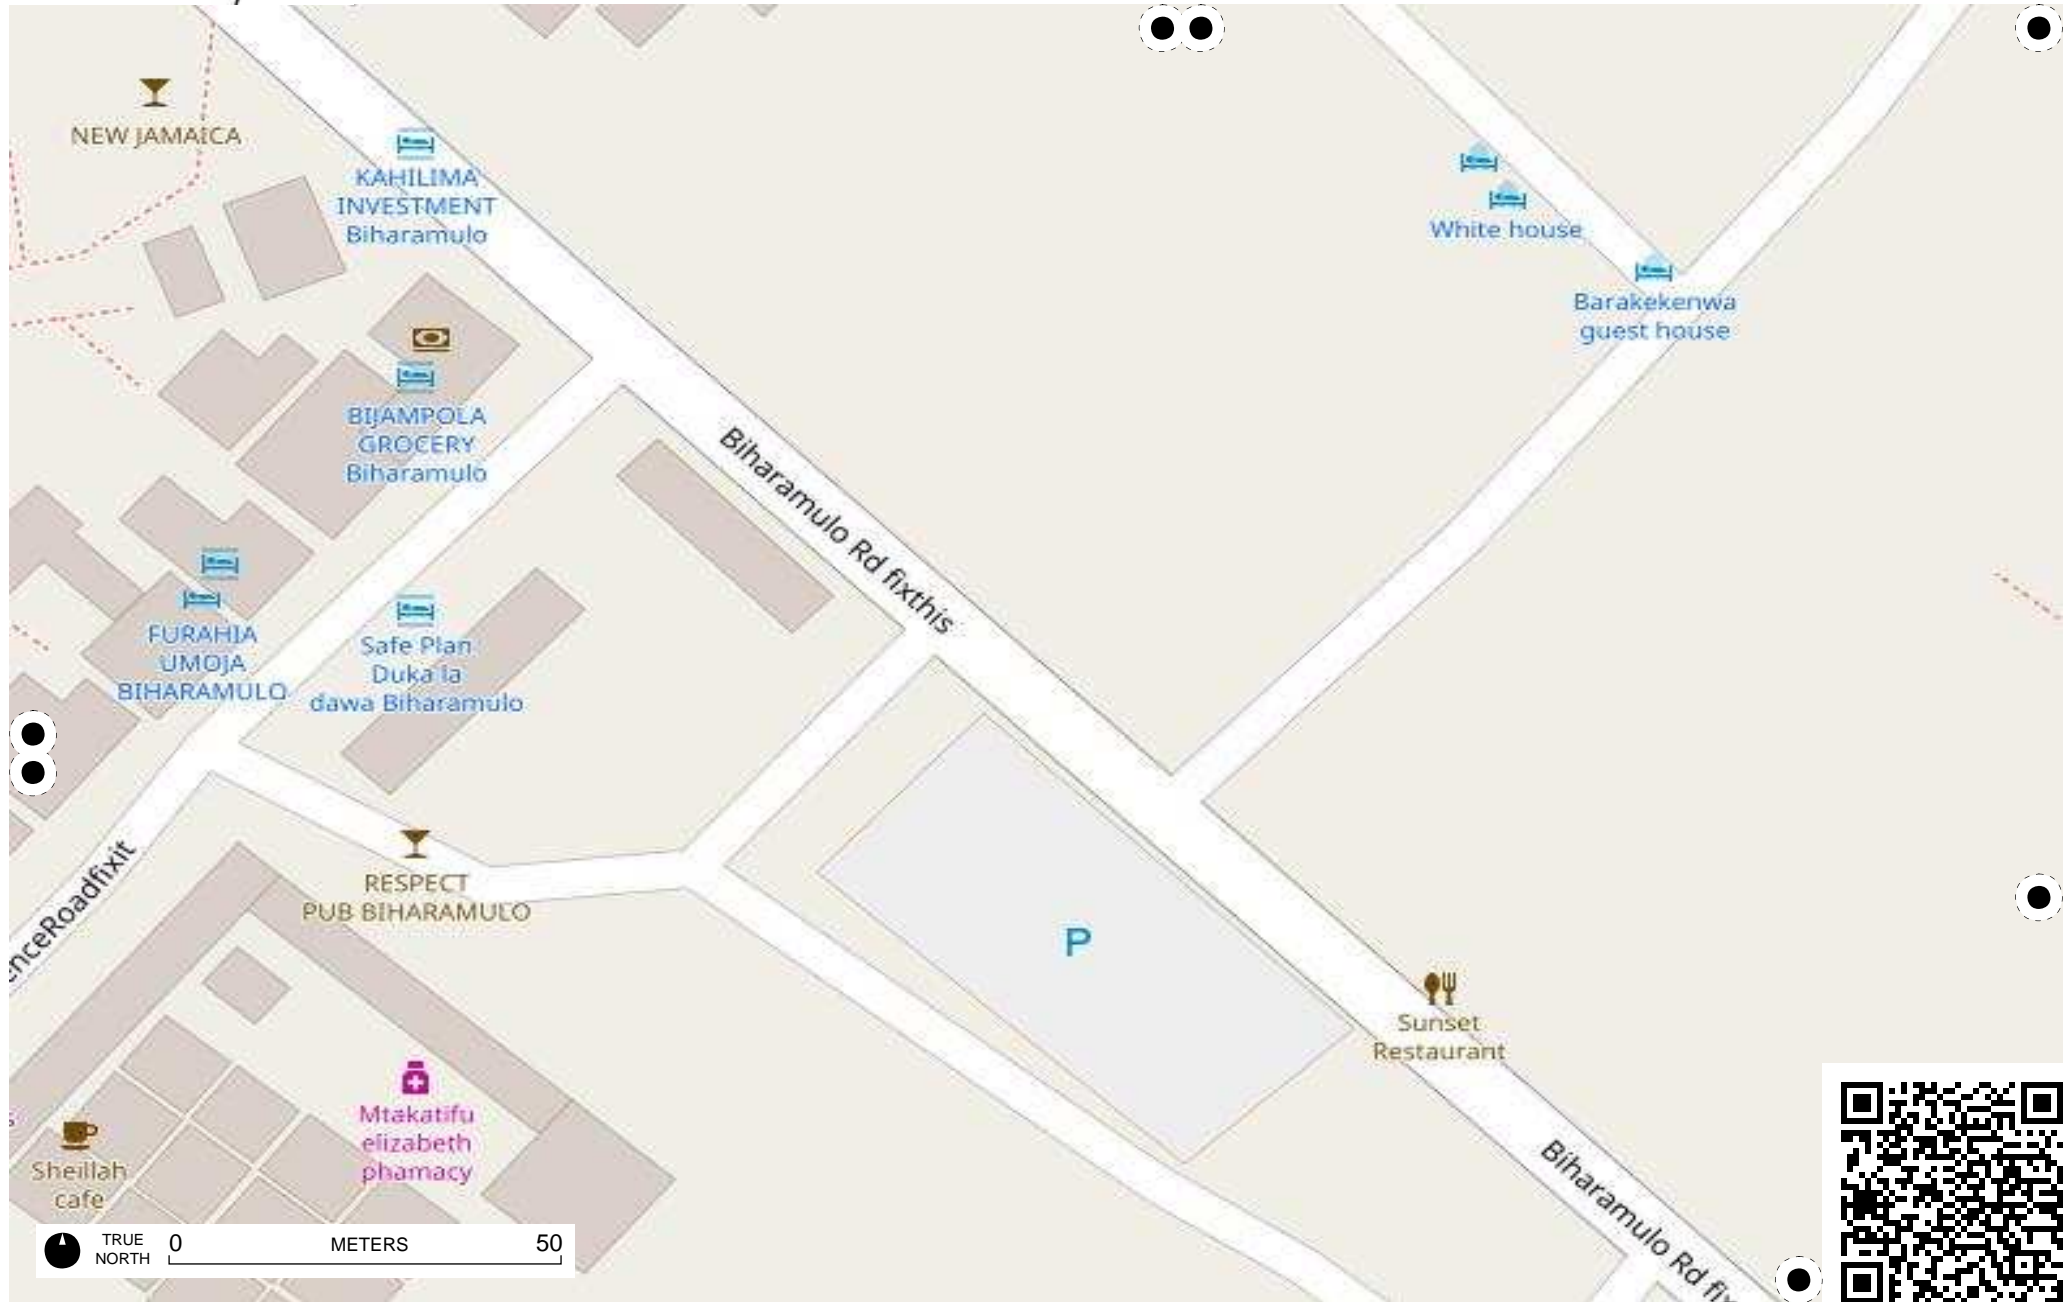 NEW JAMAICA
KAHILIMA
INVESTMENT
Biharamulo
White house
Barakekenwa
guest house
BIJAMPOLA
GROCERY
Biharamulo
Biharamulo Rd fixthis
FURAHIA
UMOJA
BIHARAMULO
Safe Plan
Duka la
dawa Biharamulo
enceRoadfixit
RESPECT
PUB BIHARAMULO
P
Sunset
Restaurant
Mtakatifu
elizabeth
phamacy
Sheillah
cafe
Biharamulo Rd fix
TRUE
NORTH
0 METERS 50